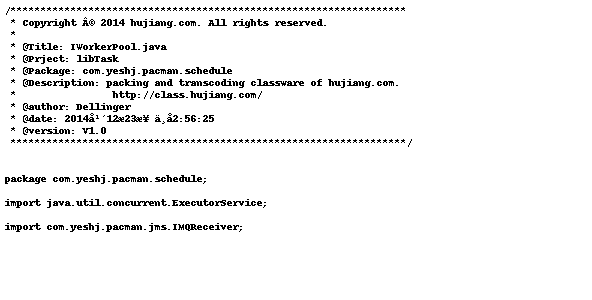 /******************************************************************
 * Copyright Â© 2014 hujiang.com. All rights reserved.
 *
 * @Title: IWorkerPool.java
 * @Prject: libTask
 * @Package: com.yeshj.pacman.schedule
 * @Description: packing and transcoding classware of hujiang.com.
 *                http://class.hujiang.com/
 * @author: Dellinger
 * @date: 2014å¹´12æ23æ¥ ä¸å2:56:25
 * @version: V1.0
 ******************************************************************/
package com.yeshj.pacman.schedule;
import java.util.concurrent.ExecutorService;
import com.yeshj.pacman.jms.IMQReceiver;